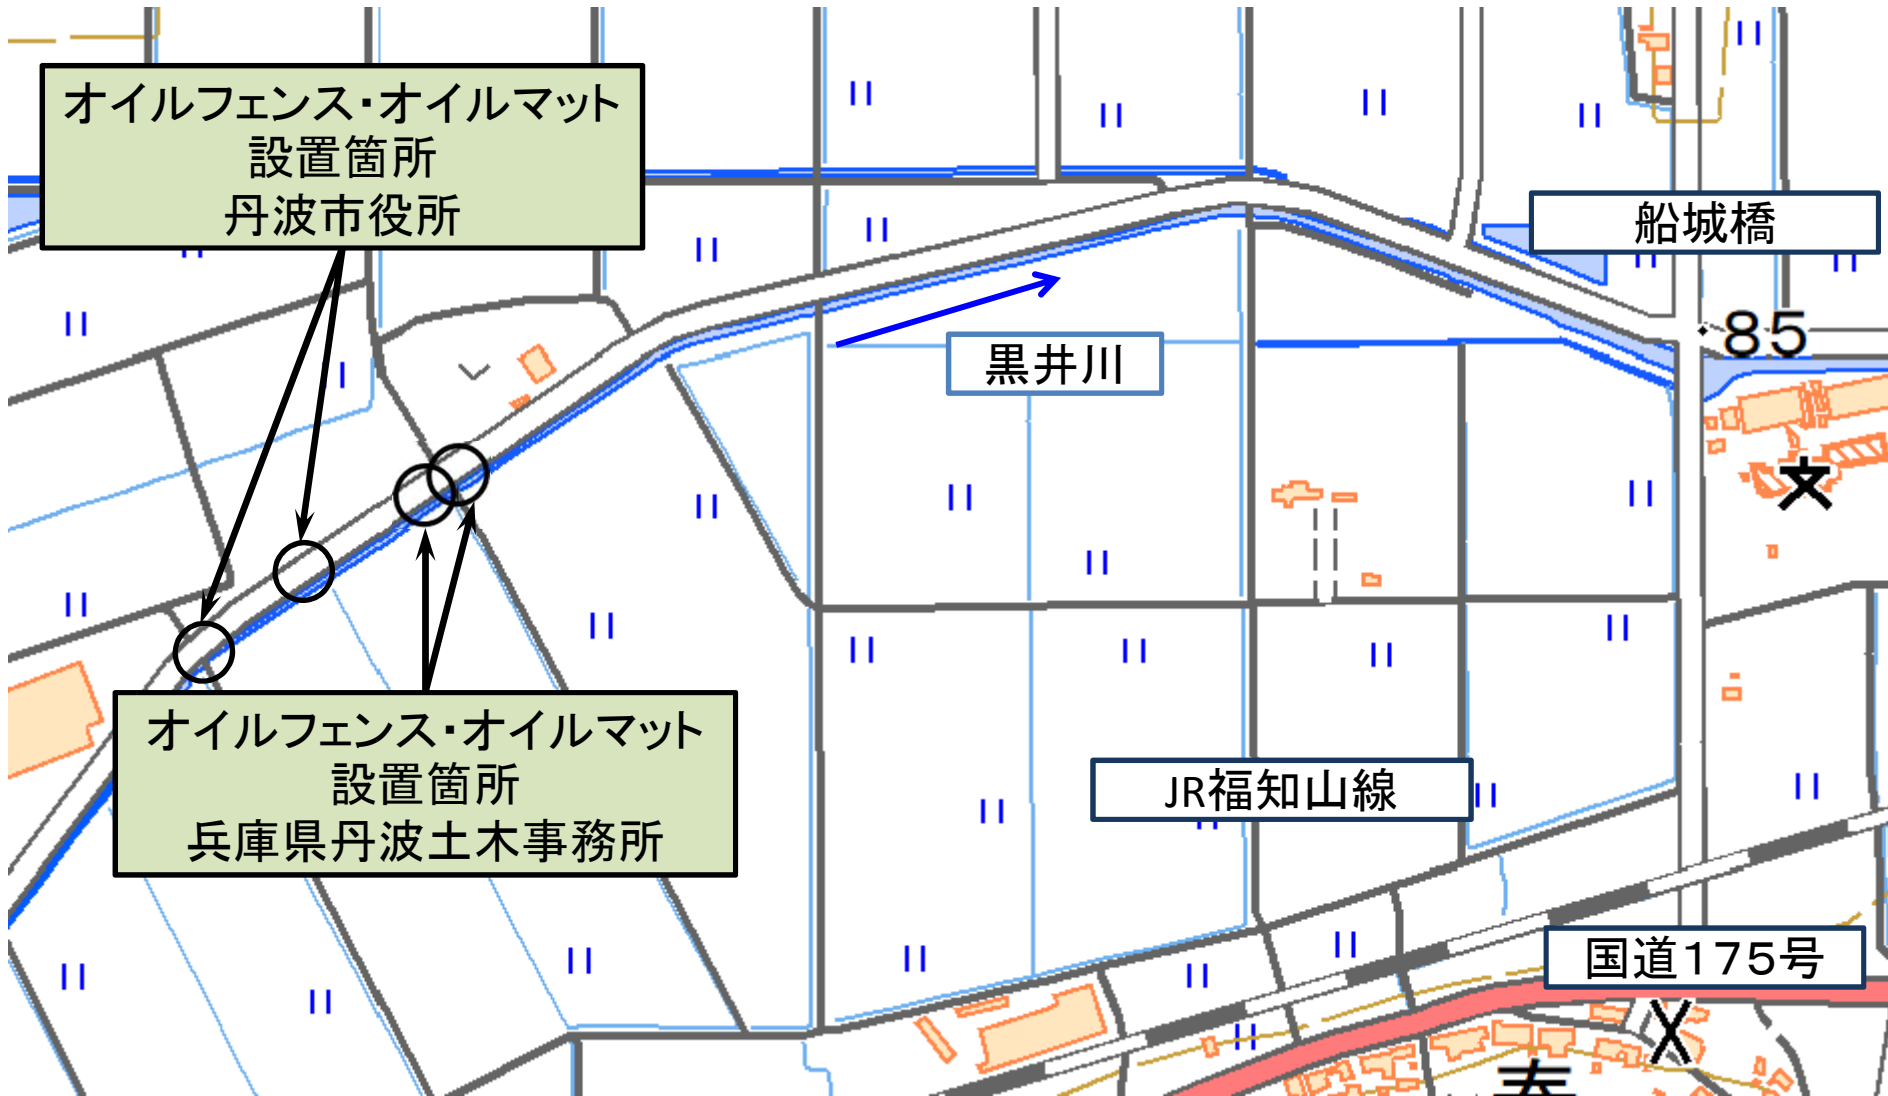 オイルフェンス・オイルマット
設置箇所
丹波市役所
船城橋
85
黒井川
オイルフェンス・オイルマット
設置箇所
兵庫県丹波土木事務所
JR福知山線
国道175号